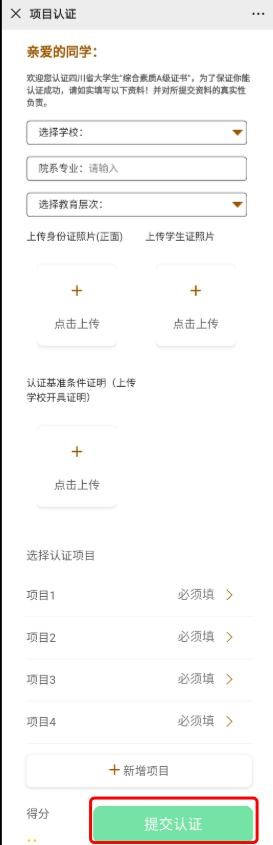 项目认证
亲爱的同学：
欢迎您认证四川省大学生“综合素质A级证书”，为了保证你能
认证成功，请如实填写以下资料！并对所提交资料的真实性
负责。
选择学校：
院系专业：请输入
选择教育层次：
上传身份证照片(正面) 上传学生证照片
+ +
点击上传 点击上传
认证基准条件证明（上传
学校开具证明）
+
点击上传
选择认证项目
项目1 必须填 >
项目2 必须填 >
项目3 必须填 >
项目4 必须填 >
+ 新增项目
得分
提交认证